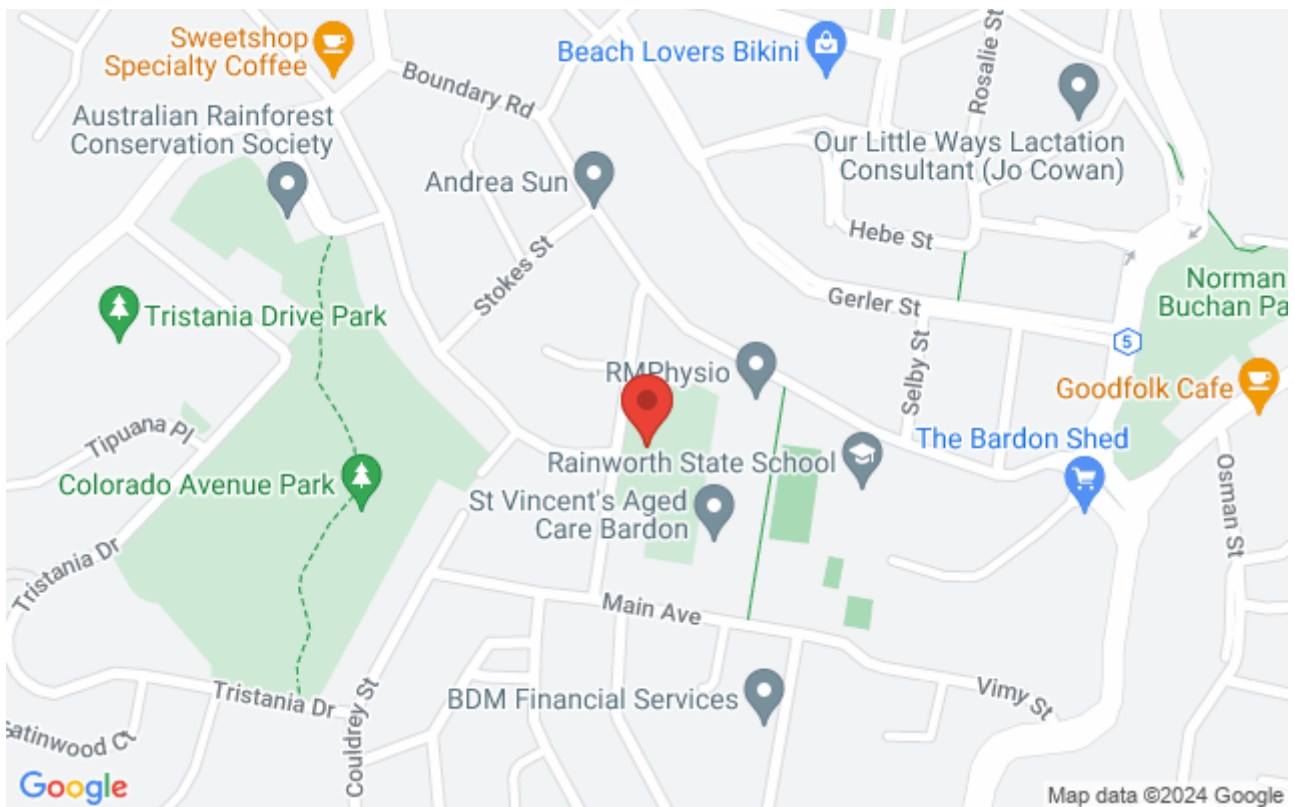 Sweetshop
Specialty Coffee
Beach Lovers Bikini
Rosalie St
Boundary Rd
Australian Rainforest
Conservation Society
Our Little Ways Lactation
Consultant (Jo Cowan)
Andrea Sun
Hebe St
Stokes St
Norman
Buchan Pa
Gerler St
Tristania Drive Park
5
Selby St
RMPhysio
Goodfolk Cafe
Tipuana Pl
The Bardon Shed
Rainworth State School
Colorado Avenue Park
St Vincent's Aged
Care Bardon
Osman St
Tristania Dr
Main Ave
Tristania Dr
BDM Financial Services
Vimy St
Couldrey St
Satinwood Ct
Google
Map data ©2024 Google